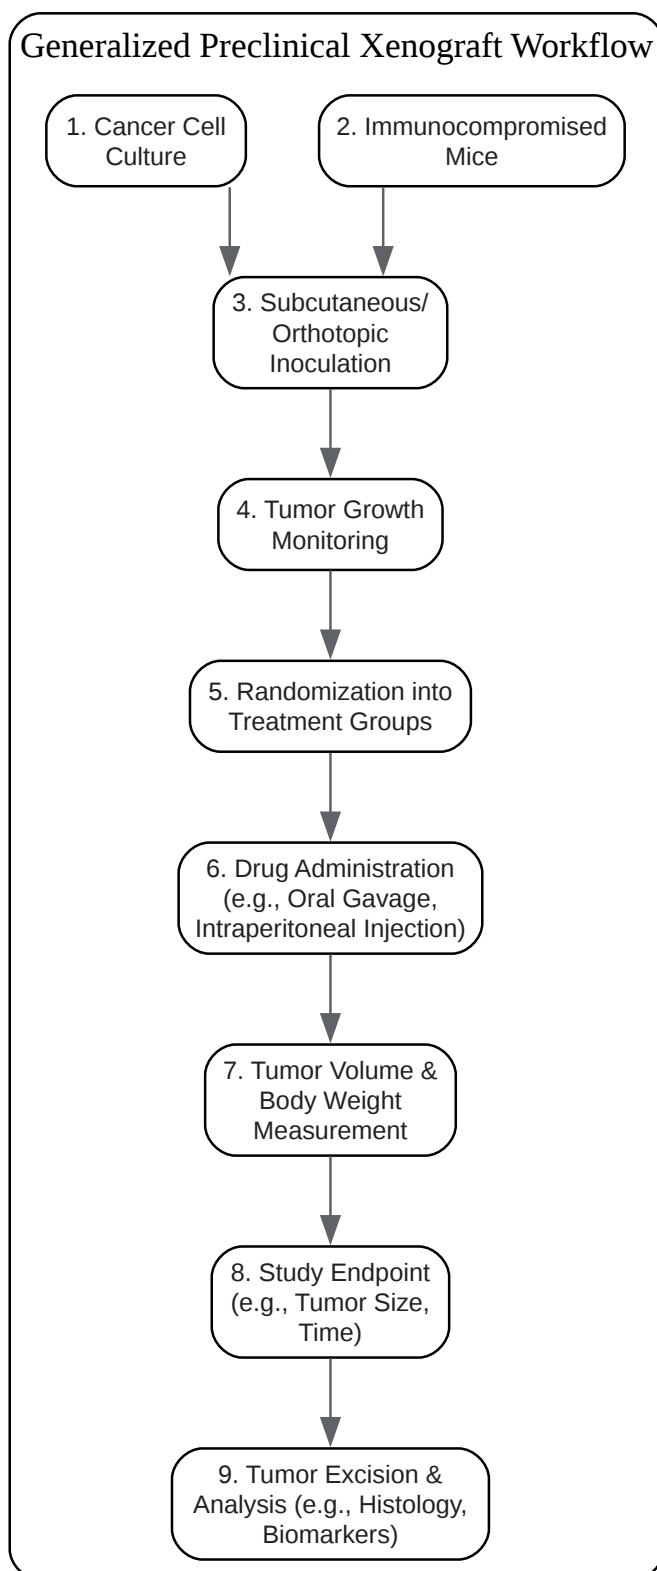 Generalized Preclinical Xenograft Workflow
1. Cancer Cell
Culture
2. Immunocompromised
Mice
3. Subcutaneous/
Orthotopic
Inoculation
4. Tumor Growth
Monitoring
5. Randomization into
Treatment Groups
6. Drug Administration
(e.g., Oral Gavage,
Intraperitoneal Injection)
7. Tumor Volume &
Body Weight
Measurement
8. Study Endpoint
(e.g., Tumor Size,
Time)
9. Tumor Excision &
Analysis (e.g., Histology,
Biomarkers)